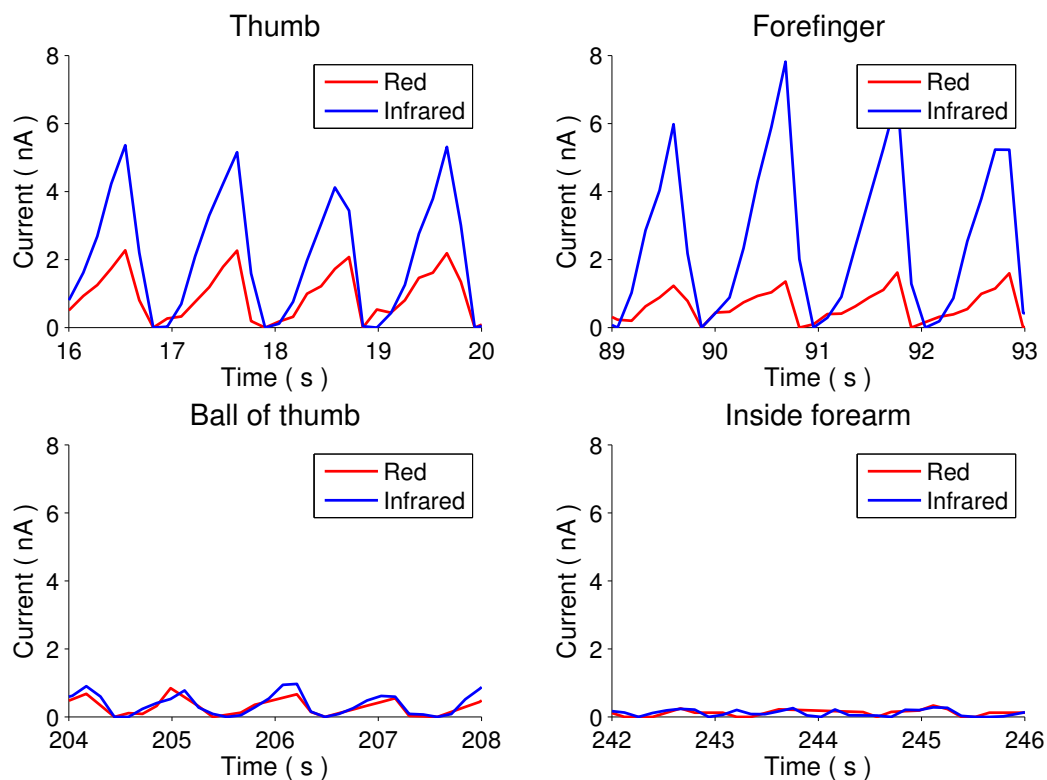 Thumb
Red
Infrared
Current ( nA )
8
6
4
2
0
16 17 18 19 20
Time ( s )
Forefinger
Red
Infrared
Current ( nA )
8
6
4
2
0
89 90 91 92 93
Time ( s )
Ball of thumb
Red
Infrared
Current ( nA )
8
6
4
2
0
204 205 206 207 208
Time ( s )
Inside forearm
Red
Infrared
Current ( nA )
8
6
4
2
0
242 243 244 245 246
Time ( s )